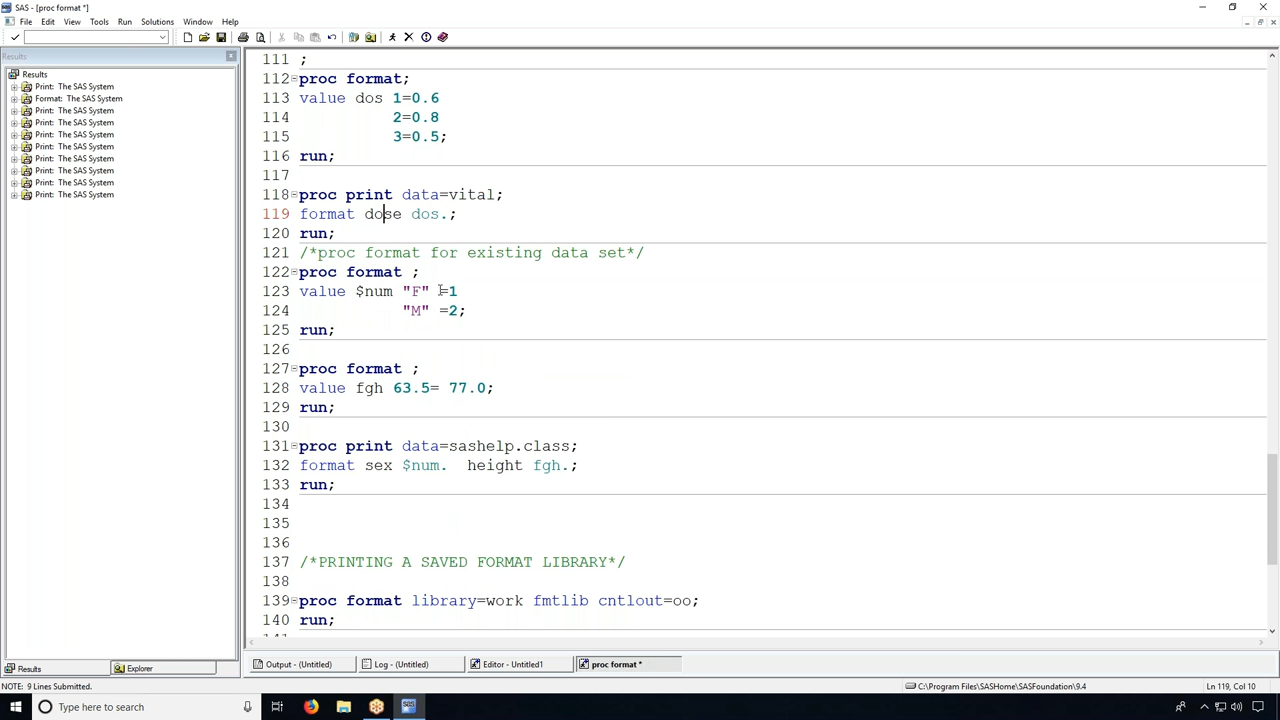 SAS - [proc format *]
File Edit View Tools Run Solutions Window Help
Results
Results
Print: The SAS System
Format: The SAS System
Print: The SAS System
Print: The SAS System
Print: The SAS System
Print: The SAS System
Print: The SAS System
Print: The SAS System
Print: The SAS System
Print: The SAS System
111 ;
112 proc format;
113 value dos 1=0.6
114 2=0.8
115 3=0.5;
116 run;
117
118 proc print data=vital;
119 format dose dos.;
120 run;
121 /*proc format for existing data set*/
122 proc format ;
123 value $num "F" =1
124 "M" =2;
125 run;
126
127 proc format ;
128 value fgh 63.5= 77.0;
129 run;
130
131 proc print data=sashelp.class;
132 format sex $num. height fgh.;
133 run;
134
135
136
137 /*PRINTING A SAVED FORMAT LIBRARY*/
138
139 proc format library=work fmtlib cntlout=oo;
140 run;
141
Results Explorer Output - (Untitled) Log - (Untitled) Editor - Untitled1 proc format *
NOTE: 9 Lines Submitted. C:\Program Files\SASHome\SASFoundation\9.4 Ln 119, Col 10
Type here to search